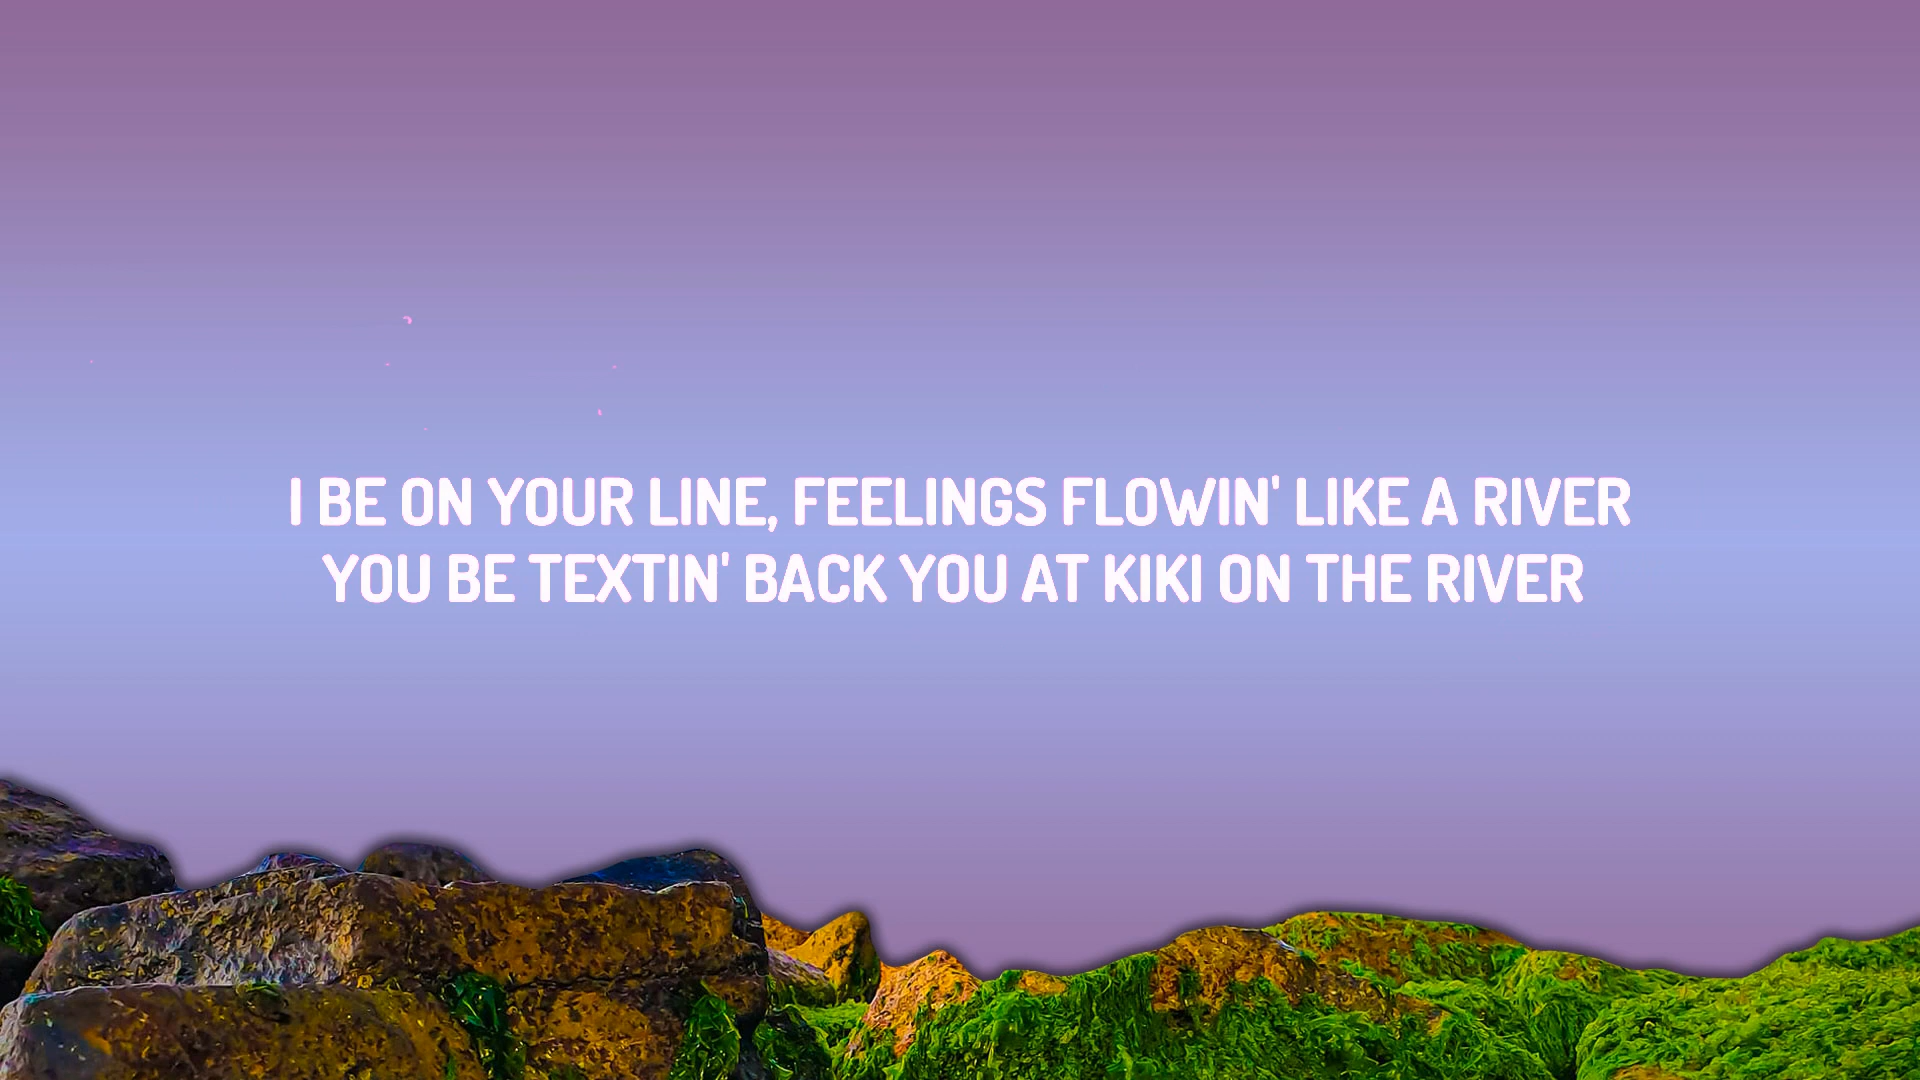 I BE ON YOUR LINE, FEELINGS FLOWIN' LIKE A RIVER
YOU BE TEXTIN' BACK YOU AT KIKI ON THE RIVER